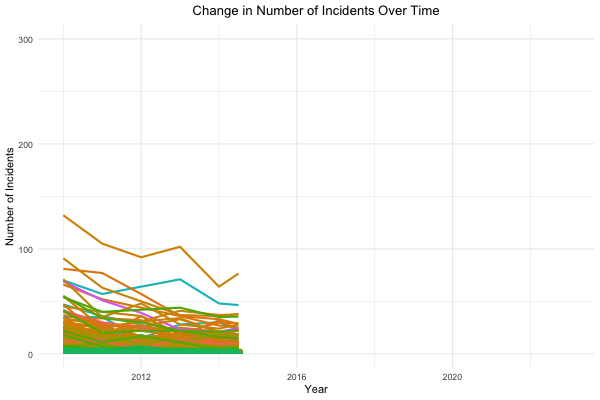 Change in Number of Incidents Over Time
300
200
100
0
Number of Incidents
2012
2016
2020
Year